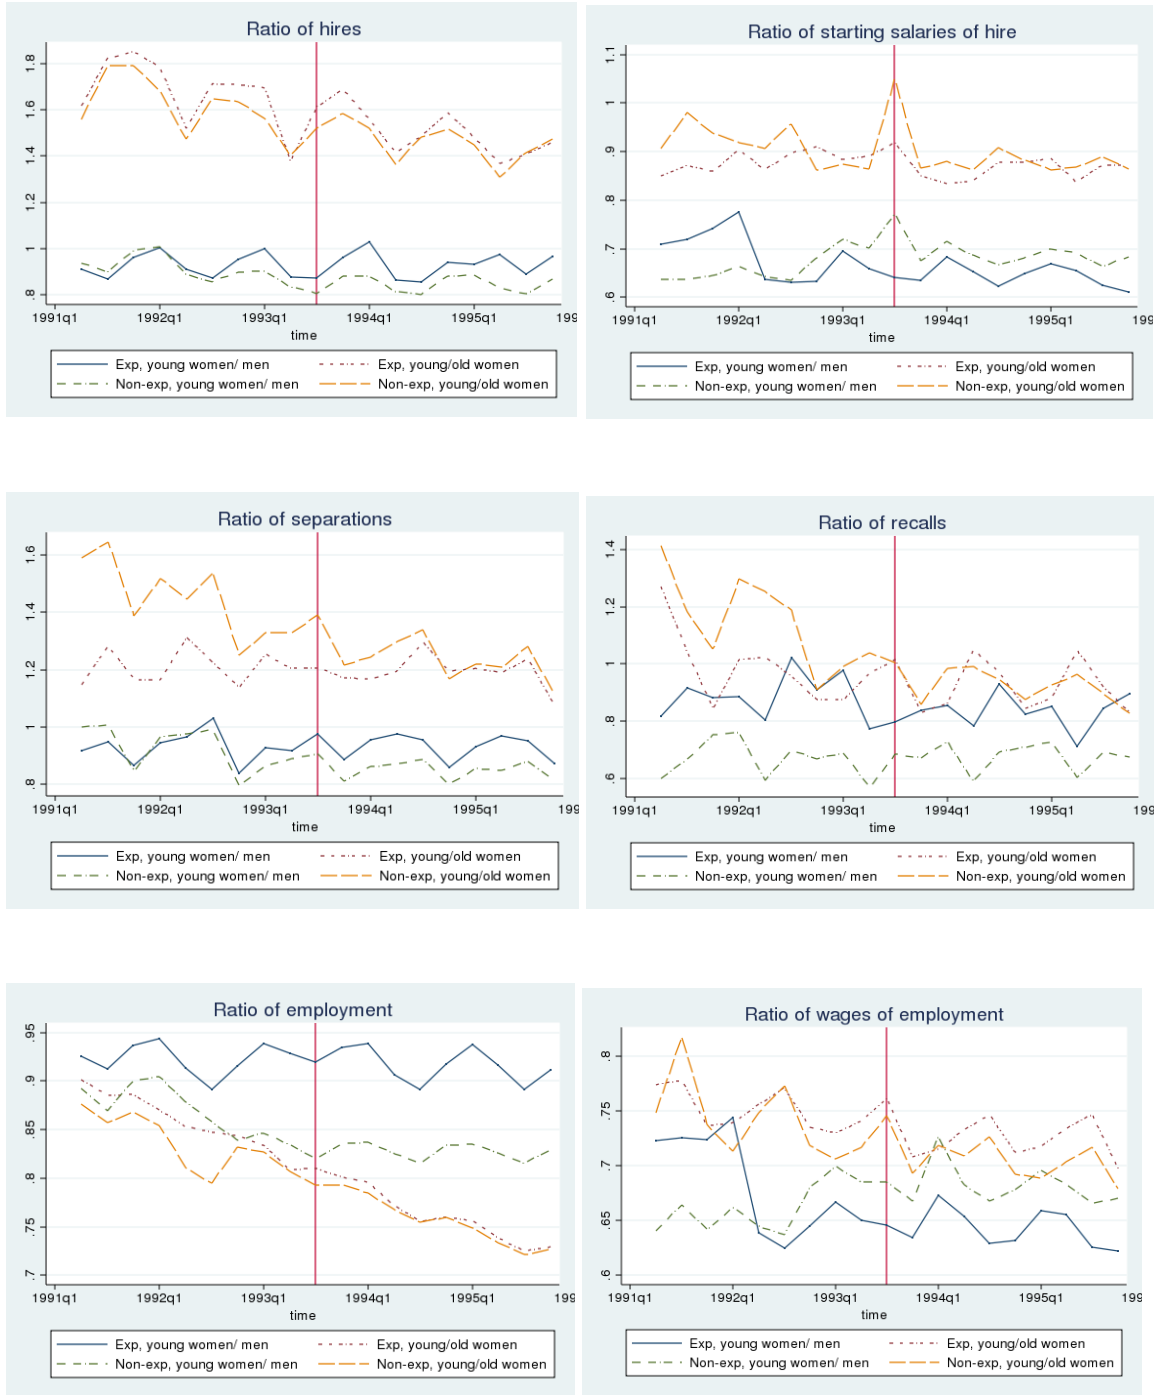 Ratio of hires
1.8
1.6
1.4
1.2
1
.8
1991q1 1992q1 1993q1 1994q1 1995q1 199
time
Exp, young women/ men Exp, young/old women
Non-exp, young women/ men Non-exp, young/old women
Ratio of starting salaries of hire
1.1
1
.9
.8
.7
.6
1991q1 1992q1 1993q1 1994q1 1995q1 199
time
Exp, young women/ men Exp, young/old women
Non-exp, young women/ men Non-exp, young/old women
Ratio of separations
1.6
1.4
1.2
1
.8
1991q1 1992q1 1993q1 1994q1 1995q1 199
time
Exp, young women/ men Exp, young/old women
Non-exp, young women/ men Non-exp, young/old women
Ratio of recalls
1.4
1.2
1
.8
.6
1991q1 1992q1 1993q1 1994q1 1995q1 199
time
Exp, young women/ men Exp, young/old women
Non-exp, young women/ men Non-exp, young/old women
Ratio of employment
.95
.9
.85
.8
.75
.7
1991q1 1992q1 1993q1 1994q1 1995q1 199
time
Exp, young women/ men Exp, young/old women
Non-exp, young women/ men Non-exp, young/old women
Ratio of wages of employment
.8
.75
.7
.65
.6
1991q1 1992q1 1993q1 1994q1 1995q1 199
time
Exp, young women/ men Exp, young/old women
Non-exp, young women/ men Non-exp, young/old women